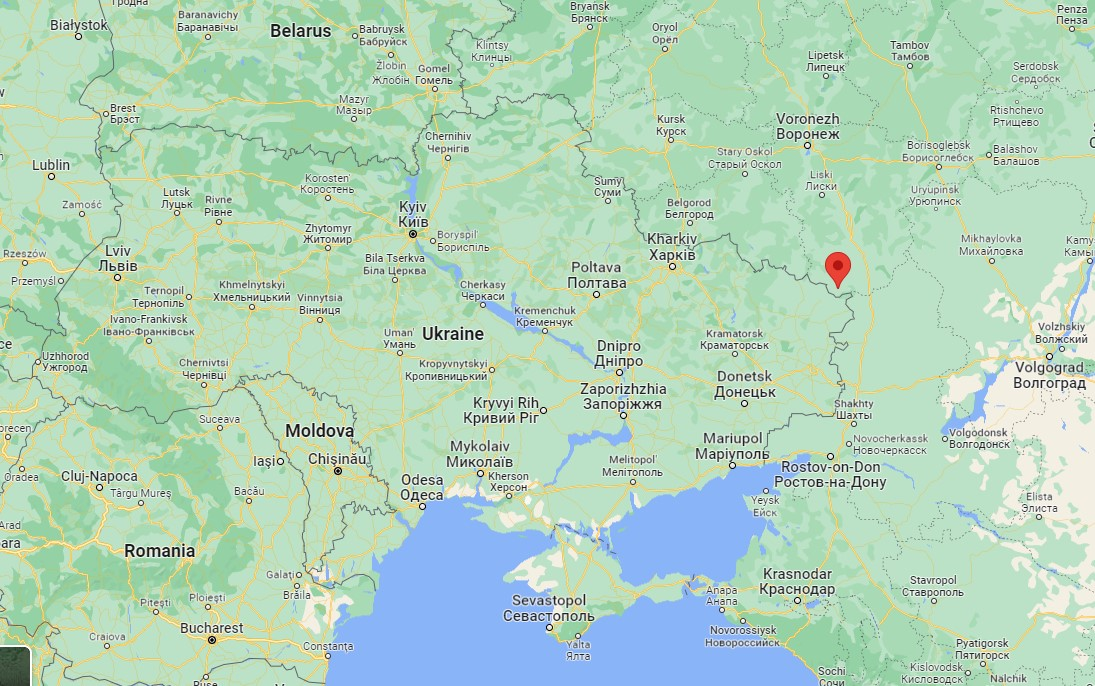 Гродна
Białystok
Baranavichy
Баранавічы
Belarus
Babruysk
Бабруйск
Klintsy
Клинцы
Bryansk
Брянск
Oryol
Орёл
Lipetsk
Липецк
Tambov
Тамбов
Penza
Пенза
Serdobsk
Сердобск
Žlobin
Жлобін
Gomel
Гомель
Brest
Брэст
Mazyr
Мазыр
Chernihiv
Чернігів
Kursk
Курск
Voronezh
Воронеж
Rtishchevo
Ртищево
Stary Oskol
Старый Оскол
Borisoglebsk
Борисоглебск
Balashov
Балашов
Lublin
Korosten
Коростень
Sumy
Суми
Liski
Лиски
Uryupinsk
Урюпинск
Zamość
Lutsk
Луцьк
Rivne
Рівне
Kyiv
Київ
Belgorod
Белгород
Zhytomyr
Житомир
Boryspil'
Бориспіль
Kharkiv
Харків
Mikhaylovka
Михайловка
Rzeszów
Lviv
Львів
Bila Tserkva
Біла Церква
Poltava
Полтава
Przemyśl
Ternopil
Тернопіль
Khmelnytskyi
Хмельницький
Vinnytsia
Вінниця
Cherkasy
Черкаси
Kremenchuk
Кременчук
Ivano-Frankivsk
Івано-Франківськ
Uman'
Умань
Ukraine
Kramatorsk
Краматорськ
Volzhskiy
Волжский
Uzhhorod
Ужгород
Chernivtsi
Чернівці
Kropyvnytskyi
Кропивницький
Dnipro
Дніпро
Donetsk
Донецьк
Volgograd
Волгоград
Zaporizhzhia
Запоріжжя
Kryvyi Rih
Кривий Ріг
Shakhty
Шахты
Suceava
Moldova
Novocherkassk
Новочеркасск
Volgodonsk
Волгодонск
Iași
Chișinău
Mykolaiv
Миколаїв
Mariupol
Маріуполь
Melitopol'
Мелітополь
Rostov-on-Don
Ростов-на-Дону
Oradea
Cluj-Napoca
Târgu Mureș
Bacău
Odesa
Одеса
Kherson
Херсон
Yeysk
Ейск
Elista
Элиста
Arad
Romania
Galați
Brăila
Krasnodar
Краснодар
Stavropol
Ставрополь
Pitești
Ploiești
Sevastopol
Севастополь
Anapa
Анапа
Craiova
Bucharest
Constanța
Yalta
Ялта
Novorossiysk
Новороссийск
Pyatigorsk
Пятигорск
Sochi
Сочи
Kislovodsk
Кисловодск
Nalchik